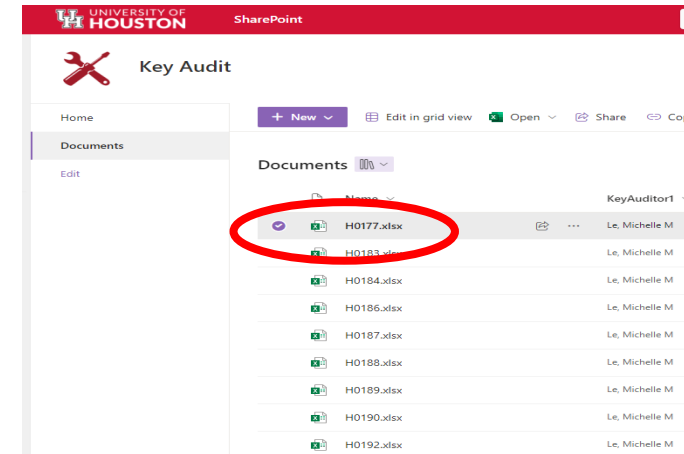 UNIVERSITY OF
HOUSTON
SharePoint
Key Audit
Home
Documents
Edit
+ New Edit in grid view Open Share Co
Documents
Name KeyAuditor1
H0177.xlsx ... Le, Michelle M
H0183.xlsx Le, Michelle M
H0184.xlsx Le, Michelle M
H0186.xlsx Le, Michelle M
H0187.xlsx Le, Michelle M
H0188.xlsx Le, Michelle M
H0189.xlsx Le, Michelle M
H0190.xlsx Le, Michelle M
H0192.xlsx Le, Michelle M